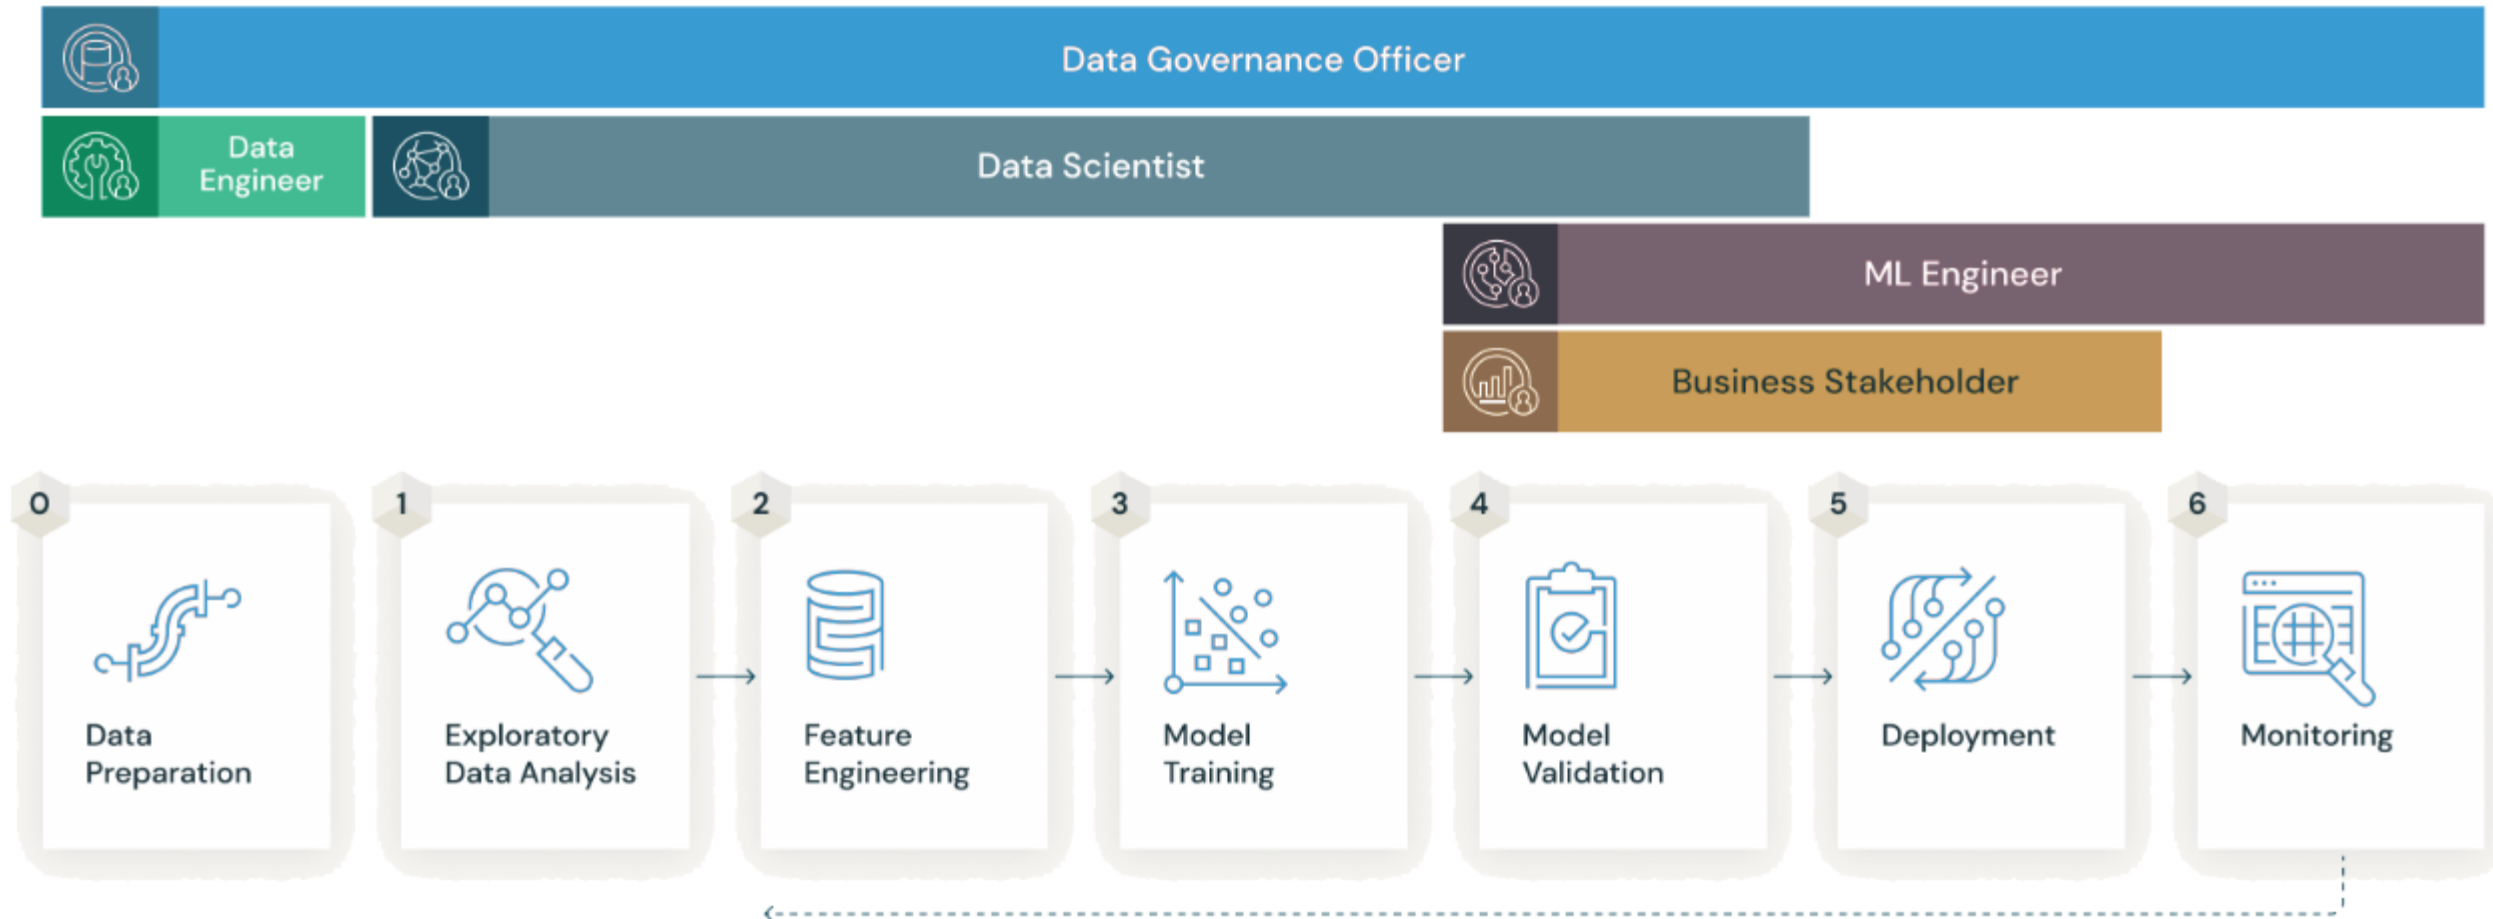 Data Governance Officer
Data
Engineer
Data Scientist
ML Engineer
Business Stakeholder
0
Data
Preparation
1
Exploratory
Data Analysis
2
Feature
Engineering
3
Model
Training
4
Model
Validation
5
Deployment
6
Monitoring